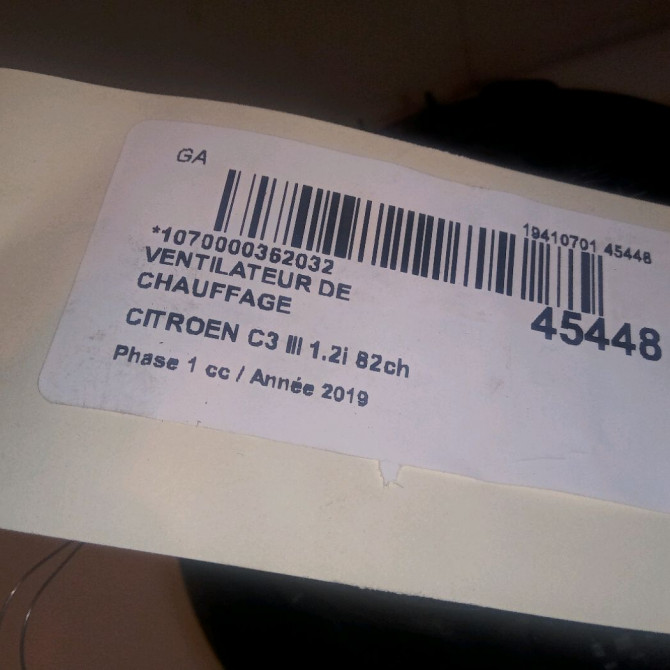 GA
19410701 45448
*1070000362032
45448
VENTILATEUR DE
CHAUFFAGE
CITROEN C3 III 1.2i 82ch
Phase 1 cc / Année 2019